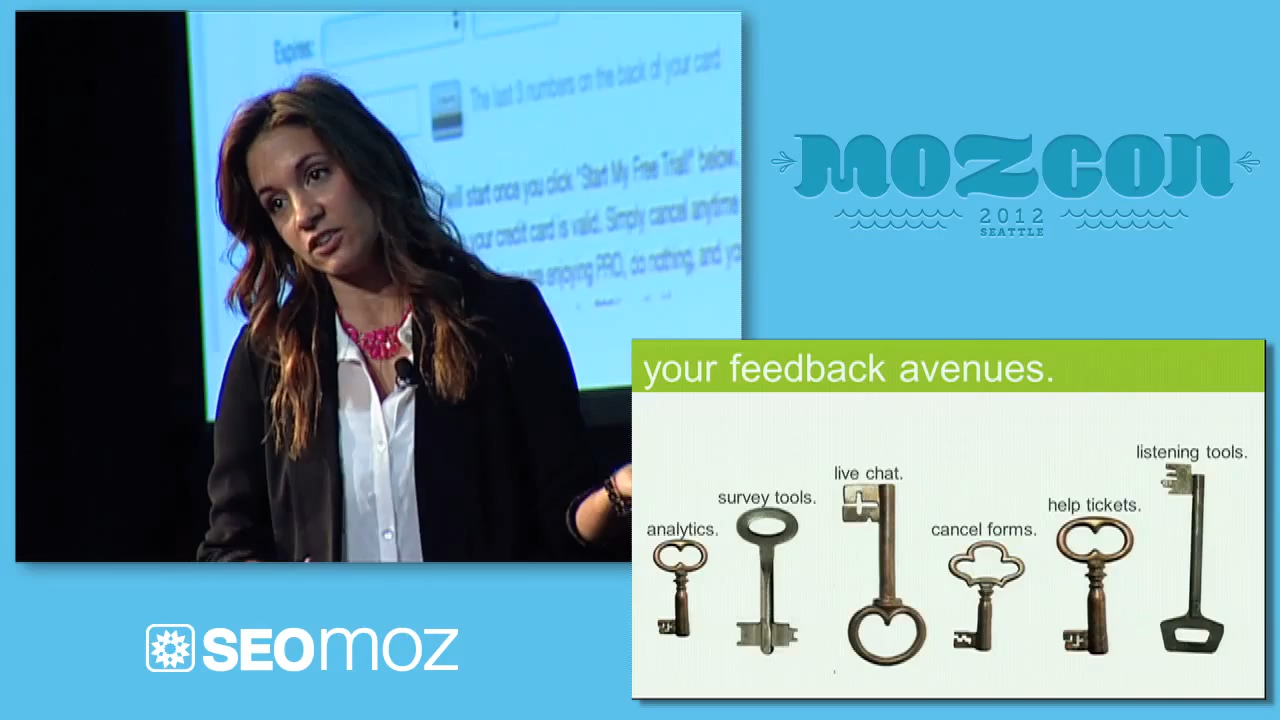 Expires:
The last 3 numbers on the back of your card
will start once you click "Start My Free Trial!" below,
your credit card is valid. Simply cancel anytime
are enjoying PRO, do nothing, and
MOZCON
2012
SEATTLE
your feedback avenues.
listening tools.
live chat.
survey tools.
help tickets.
analytics.
cancel forms.
SEOmoz